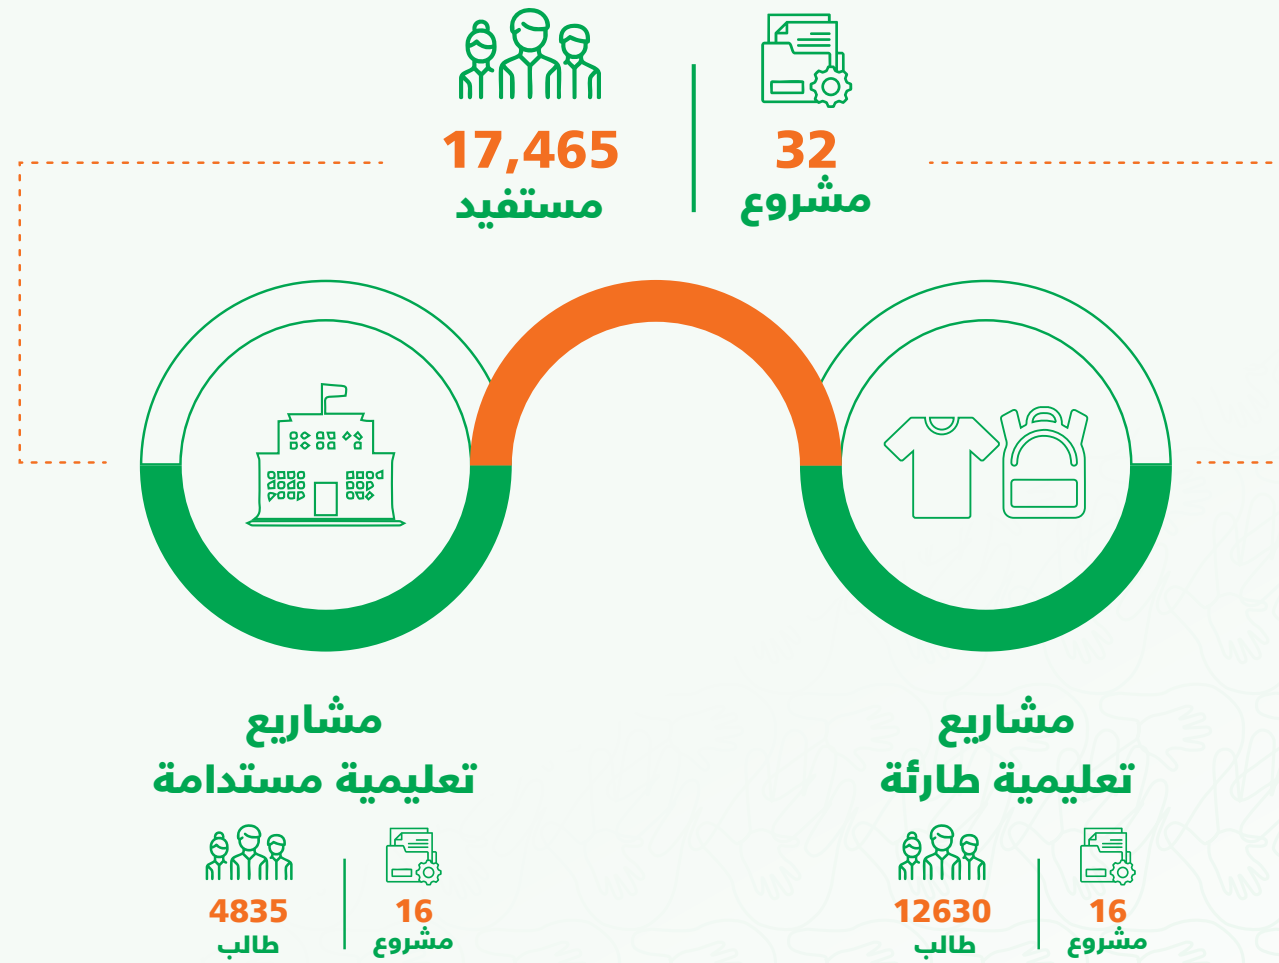 32
مشروع
17,465
مستفيد
مشاريع
تعليمية طارئة
16
مشروع
12630
طالب
مشاريع
تعليمية مستدامة
16
مشروع
4835
طالب